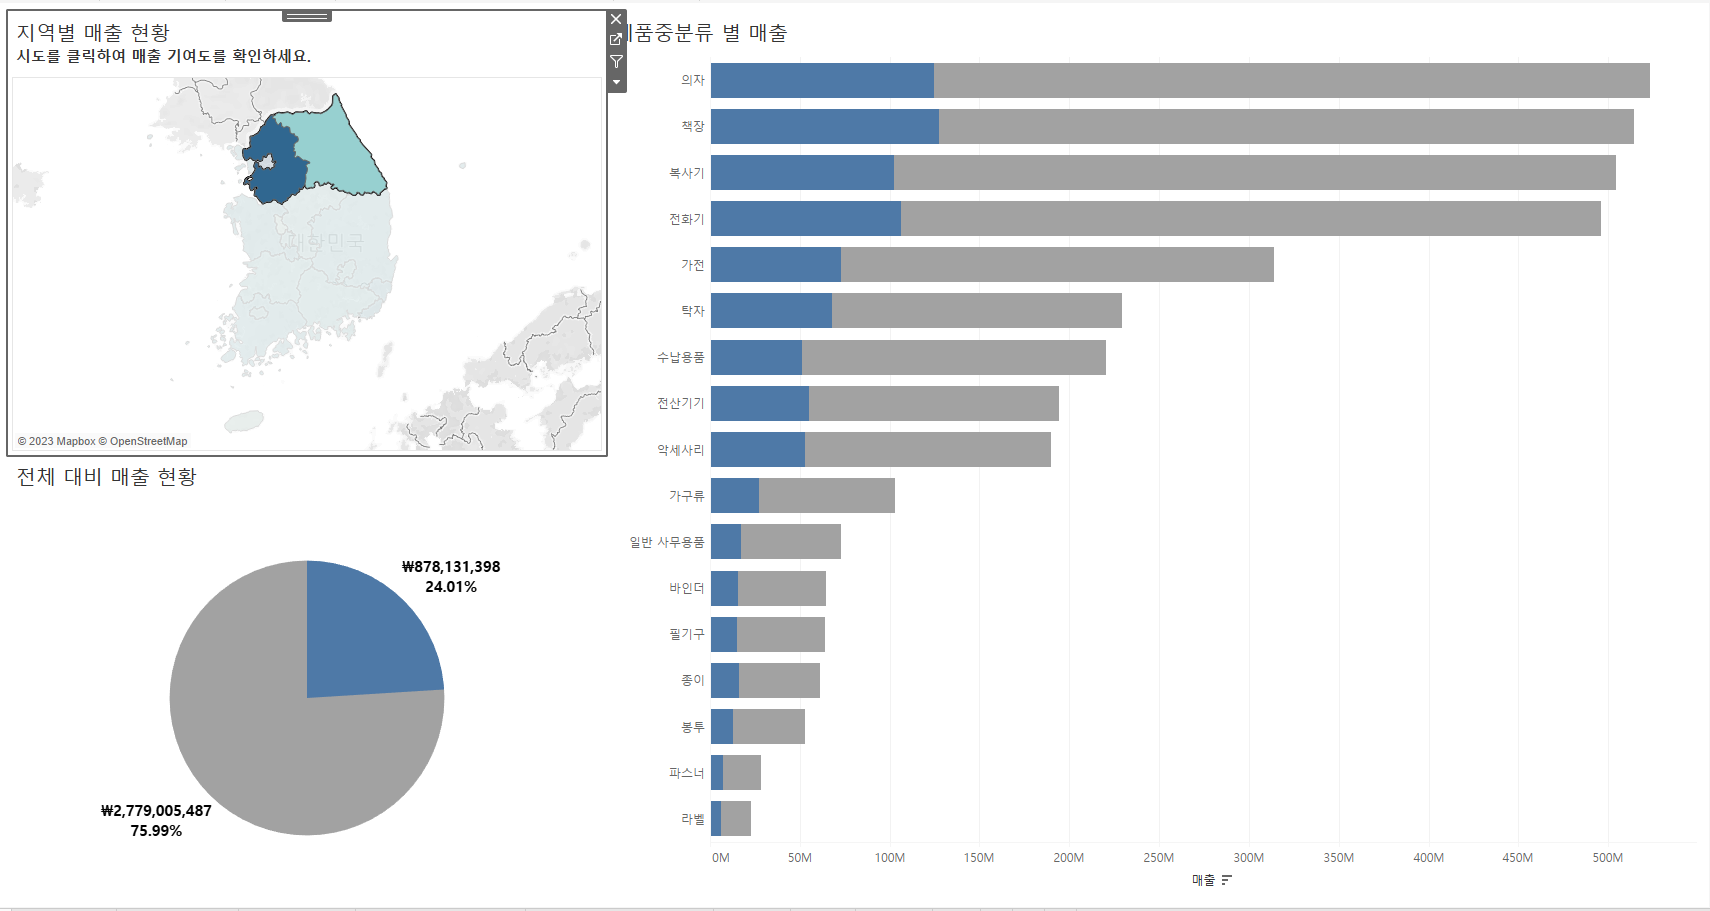 지역별 매출 현황
시도를 클릭하여 매출 기여도를 확인하세요.
대한민국
© 2023 Mapbox © OpenStreetMap
전체 대비 매출 현황
₩878,131,398
24.01%
₩2,779,005,487
75.99%
품중분류 별 매출
의자
책장
복사기
전화기
가전
탁자
수납용품
전산기기
악세사리
가구류
일반 사무용품
바인더
필기구
종이
봉투
파스너
라벨
0M 50M 100M 150M 200M 250M 300M 350M 400M 450M 500M
매출